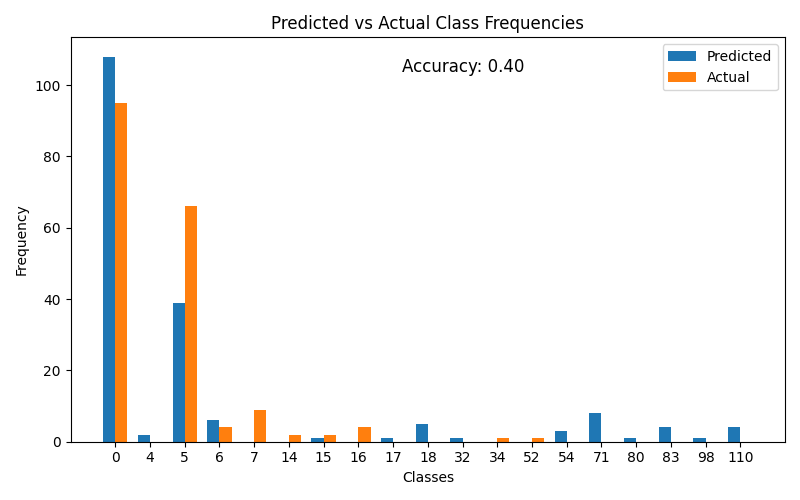 Predicted vs Actual Class Frequencies
Accuracy: 0.40
Predicted
Actual
Frequency
100
80
60
40
20
0
0 4 5 6 7 14 15 16 17 18 32 34 52 54 71 80 83 98 110
Classes